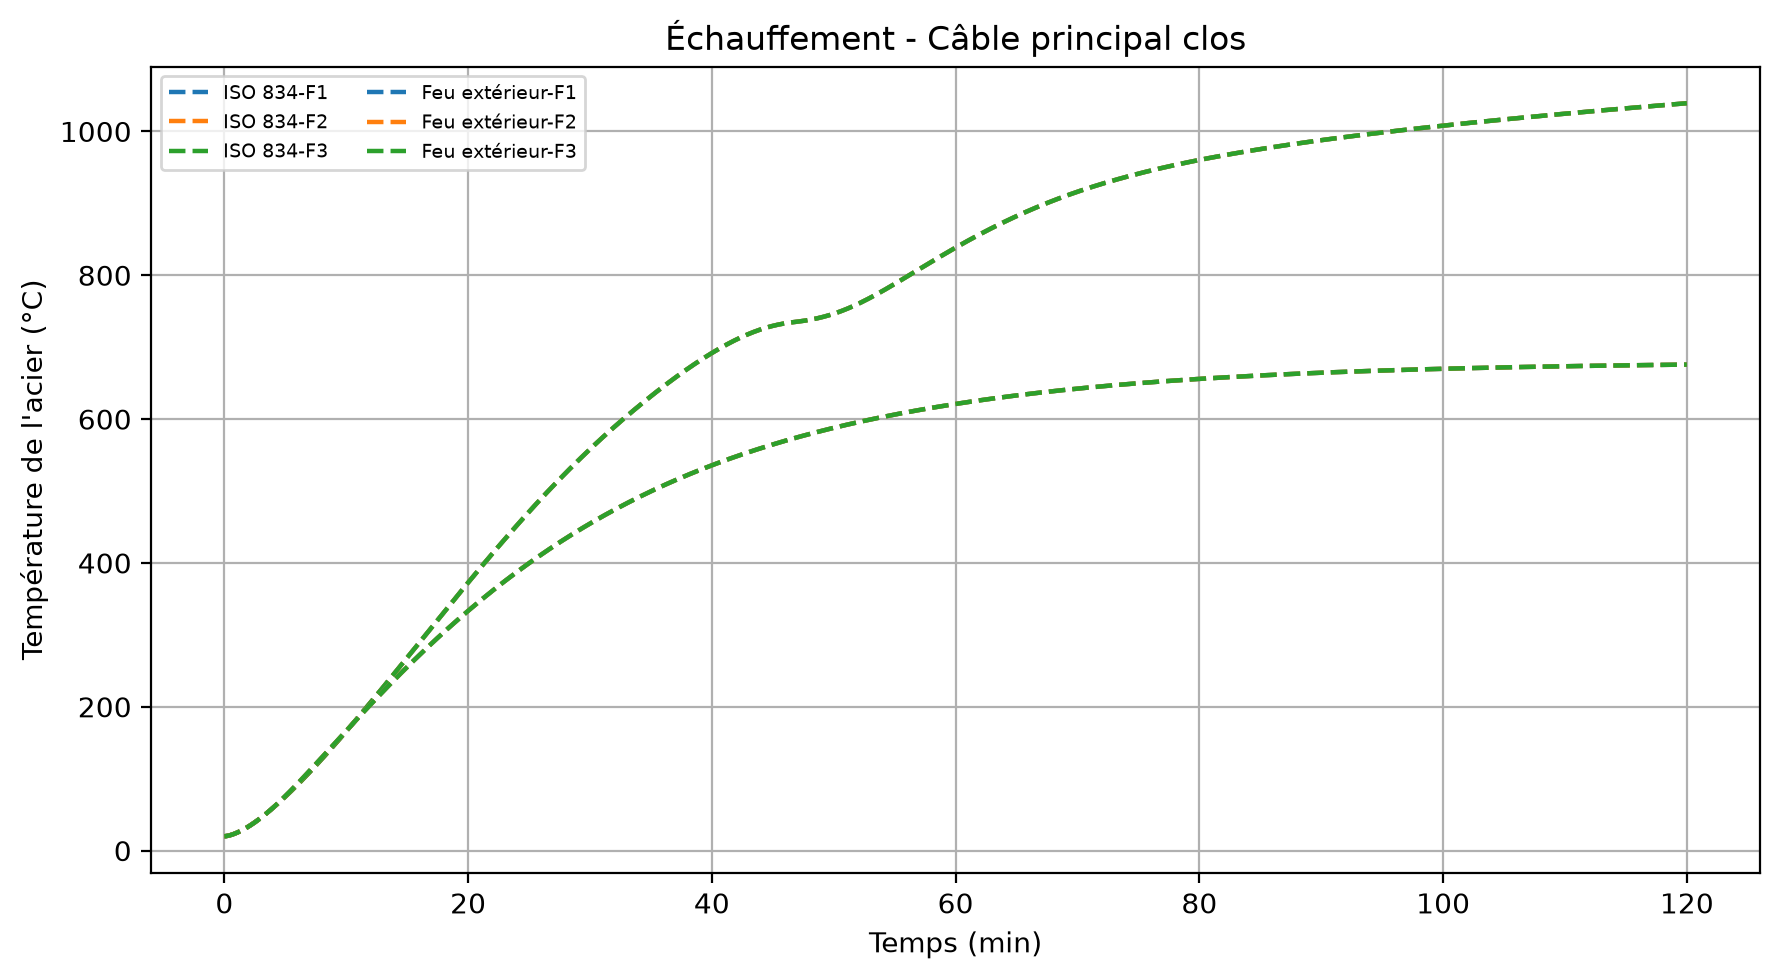 Échauffement - Câble principal clos
ISO 834-F1
ISO 834-F2
ISO 834-F3
Feu extérieur-F1
Feu extérieur-F2
Feu extérieur-F3
Température de l'acier (°C)
1000
800
600
400
200
0
0 20 40 60 80 100 120
Temps (min)